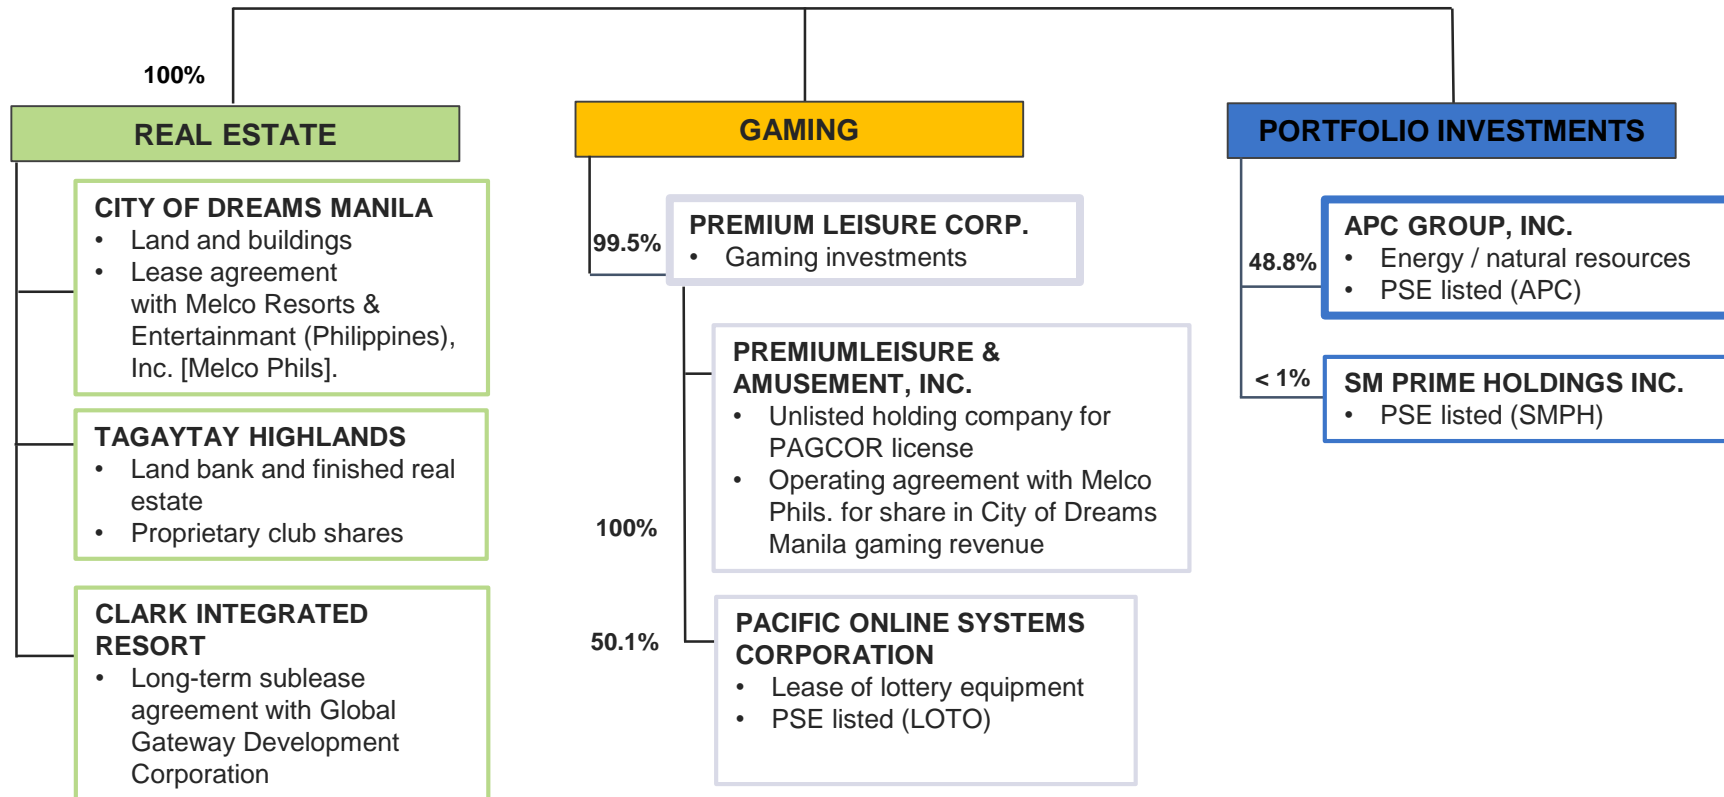 100%
REAL ESTATE
CITY OF DREAMS MANILA
• Land and buildings
• Lease agreement
with Melco Resorts &
Entertainmant (Philippines),
Inc. [Melco Phils].
TAGAYTAY HIGHLANDS
• Land bank and finished real
estate
• Proprietary club shares
CLARK INTEGRATED
RESORT
• Long-term sublease
agreement with Global
Gateway Development
Corporation
GAMING
99.5%
PREMIUM LEISURE CORP.
• Gaming investments
100%
PREMIUMLEISURE &
AMUSEMENT, INC.
• Unlisted holding company for
PAGCOR license
• Operating agreement with Melco
Phils. for share in City of Dreams
Manila gaming revenue
50.1%
PACIFIC ONLINE SYSTEMS
CORPORATION
• Lease of lottery equipment
• PSE listed (LOTO)
PORTFOLIO INVESTMENTS
48.8%
APC GROUP, INC.
• Energy / natural resources
• PSE listed (APC)
< 1%
SM PRIME HOLDINGS INC.
• PSE listed (SMPH)